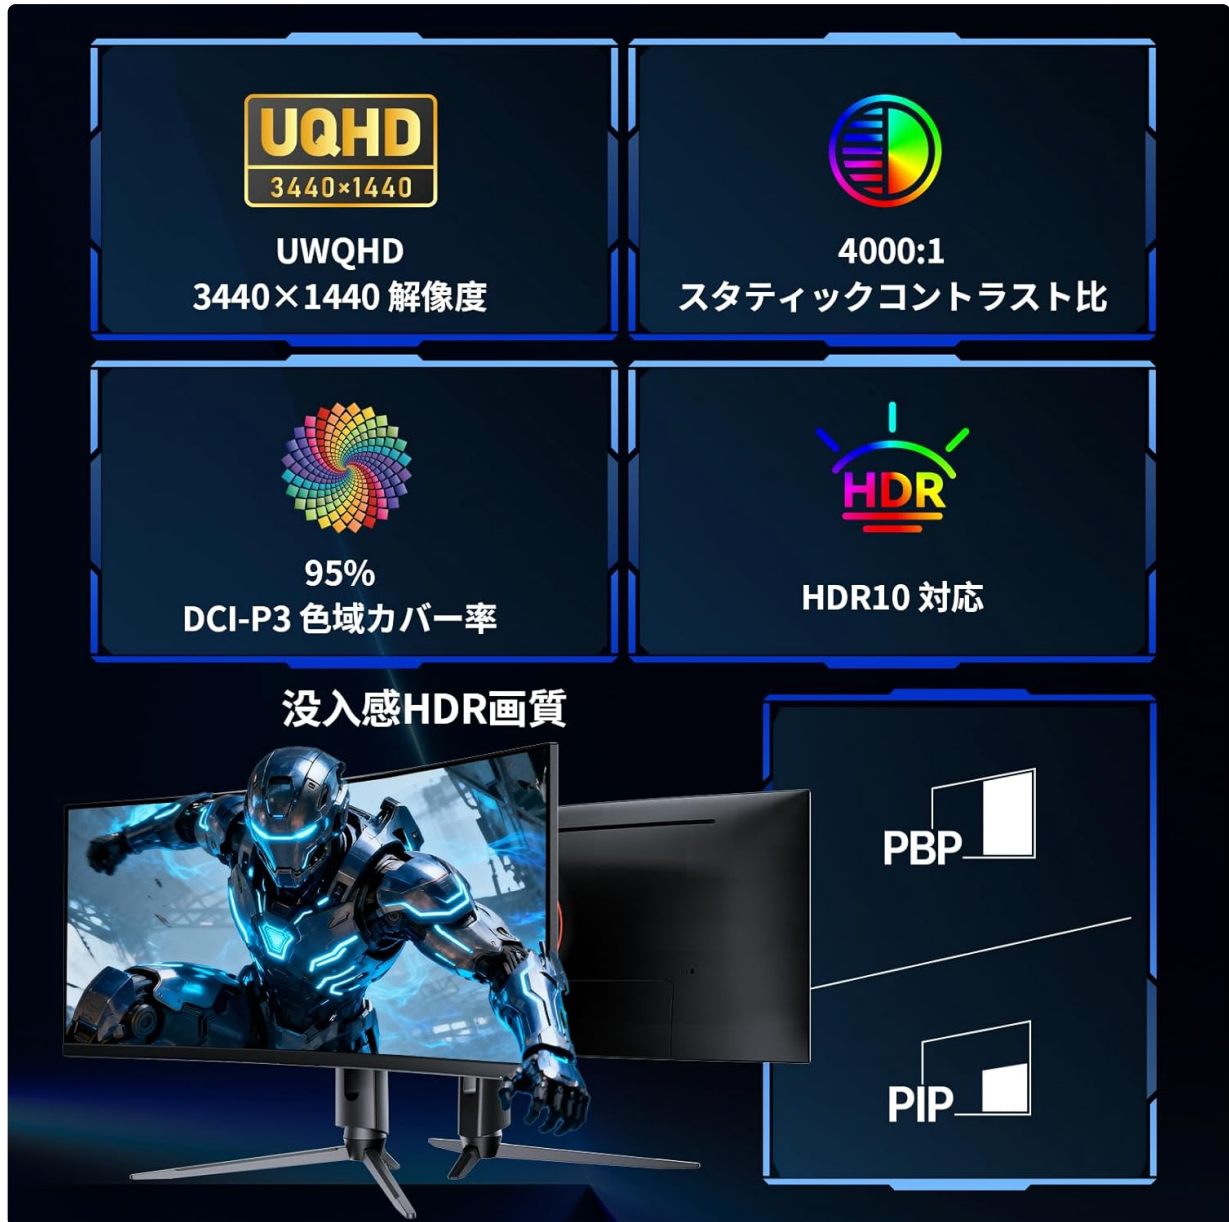 UQHD
3440×1440
UWQHD
3440×1440 解像度
4000:1
スタティックコントラスト比
95%
DCI-P3 色域カバー率
HDR
HDR10 対応
没入感HDR画質
PBP
PIP